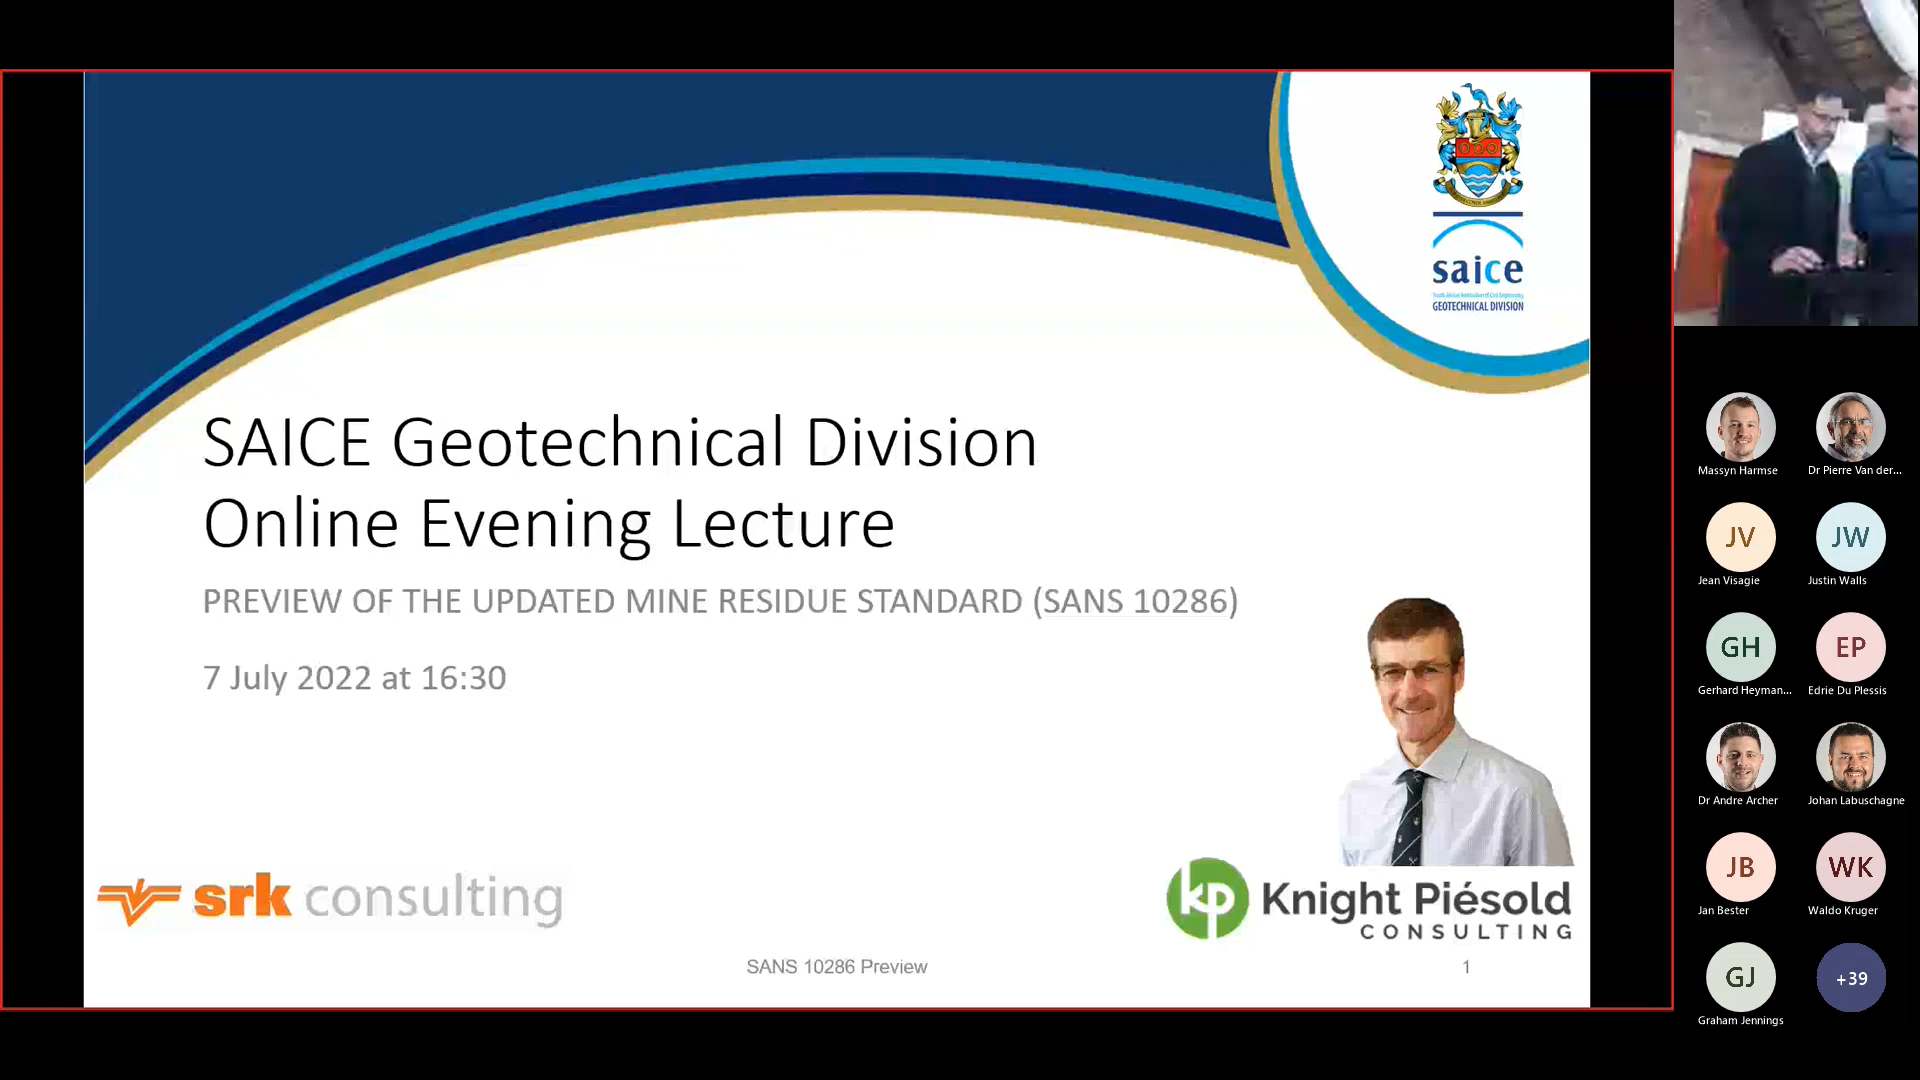 saice
GEOTECHNICAL DIVISION
SAICE Geotechnical Division
Online Evening Lecture
PREVIEW OF THE UPDATED MINE RESIDUE STANDARD (SANS 10286)
7 July 2022 at 16:30
srk consulting
kp Knight Piésold
CONSULTING
SANS 10286 Preview
1
Massyn Harmse
Dr Pierre Van der...
JV
JW
Jean Visagie
Justin Walls
GH
EP
Gerhard Heyman...
Edrie Du Plessis
Dr Andre Archer
Johan Labuschagne
JB
WK
Jan Bester
Waldo Kruger
GJ
+39
Graham Jennings